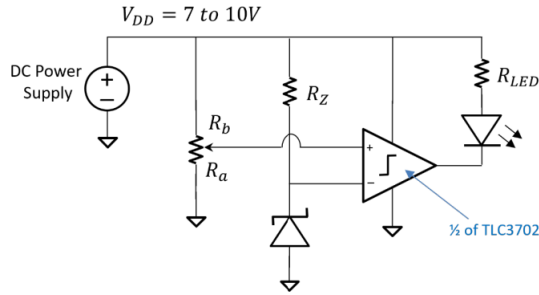 V_DD = 7 to 10V
DC Power
Supply
+
−
R_b
R_a
R_Z
+
−
R_LED
½ of TLC3702